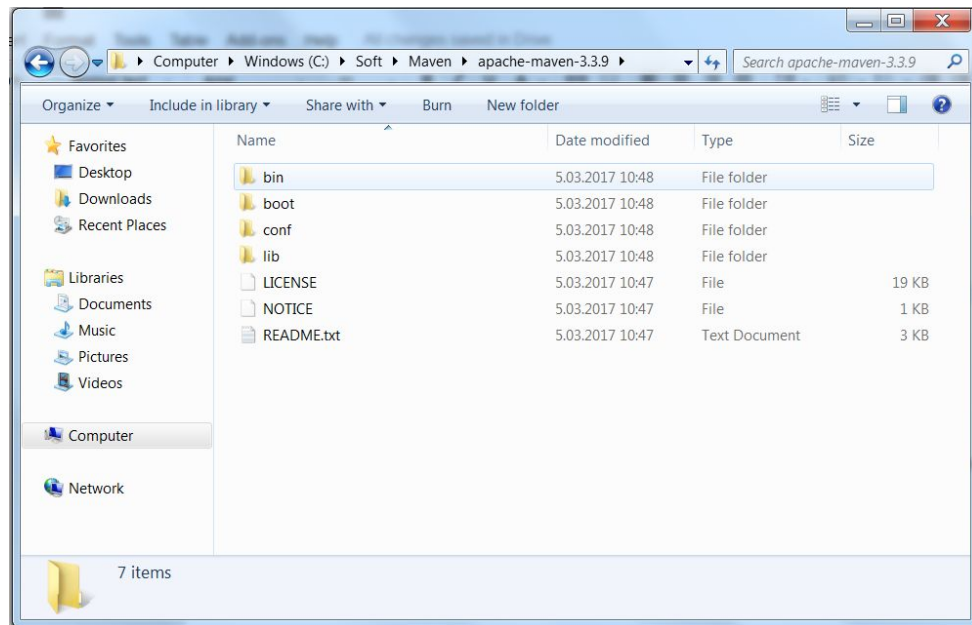 Computer Windows (C:) Soft Maven apache-maven-3.3.9 Search apache-maven-3.3.9
Organize Include in library Share with Burn New folder
Favorites
Desktop
Downloads
Recent Places
Libraries
Documents
Music
Pictures
Videos
Computer
Network
Name Date modified Type Size
bin 5.03.2017 10:48 File folder
boot 5.03.2017 10:48 File folder
conf 5.03.2017 10:48 File folder
lib 5.03.2017 10:48 File folder
LICENSE 5.03.2017 10:47 File 19 KB
NOTICE 5.03.2017 10:47 File 1 KB
README.txt 5.03.2017 10:47 Text Document 3 KB
7 items